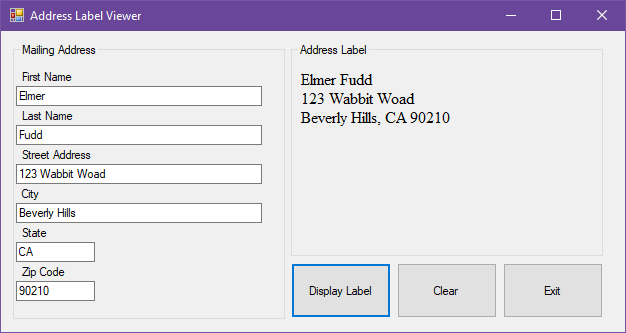 Address Label Viewer
Mailing Address
First Name
Elmer
Last Name
Fudd
Street Address
123 Wabbit Woad
City
Beverly Hills
State
CA
Zip Code
90210
Address Label
Elmer Fudd
123 Wabbit Woad
Beverly Hills, CA 90210
Display Label
Clear
Exit